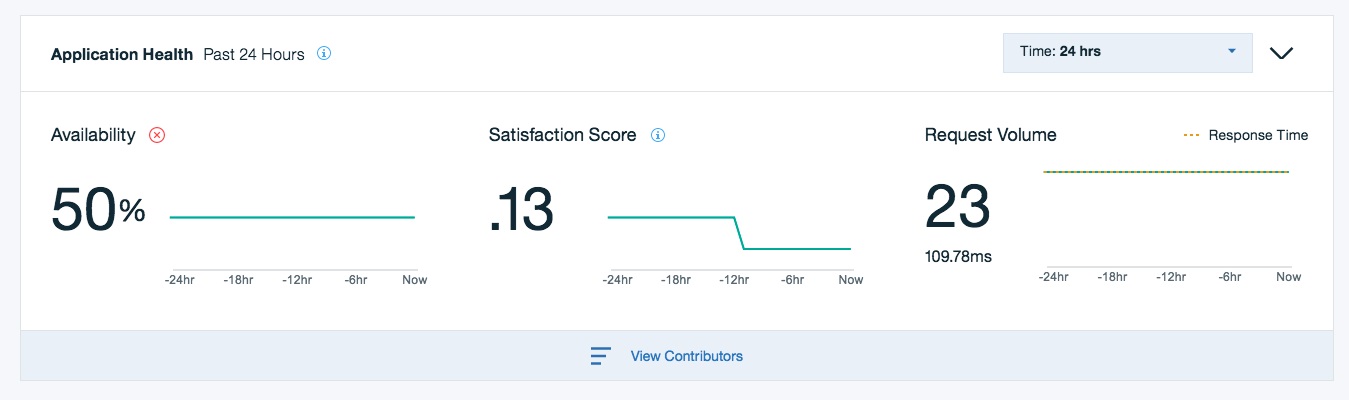 Application Health Past 24 Hours
Time: 24 hrs
Availability
50%
-24hr -18hr -12hr -6hr Now
Satisfaction Score
.13
-24hr -18hr -12hr -6hr Now
Request Volume
Response Time
23
109.78ms
-24hr -18hr -12hr -6hr Now
View Contributors